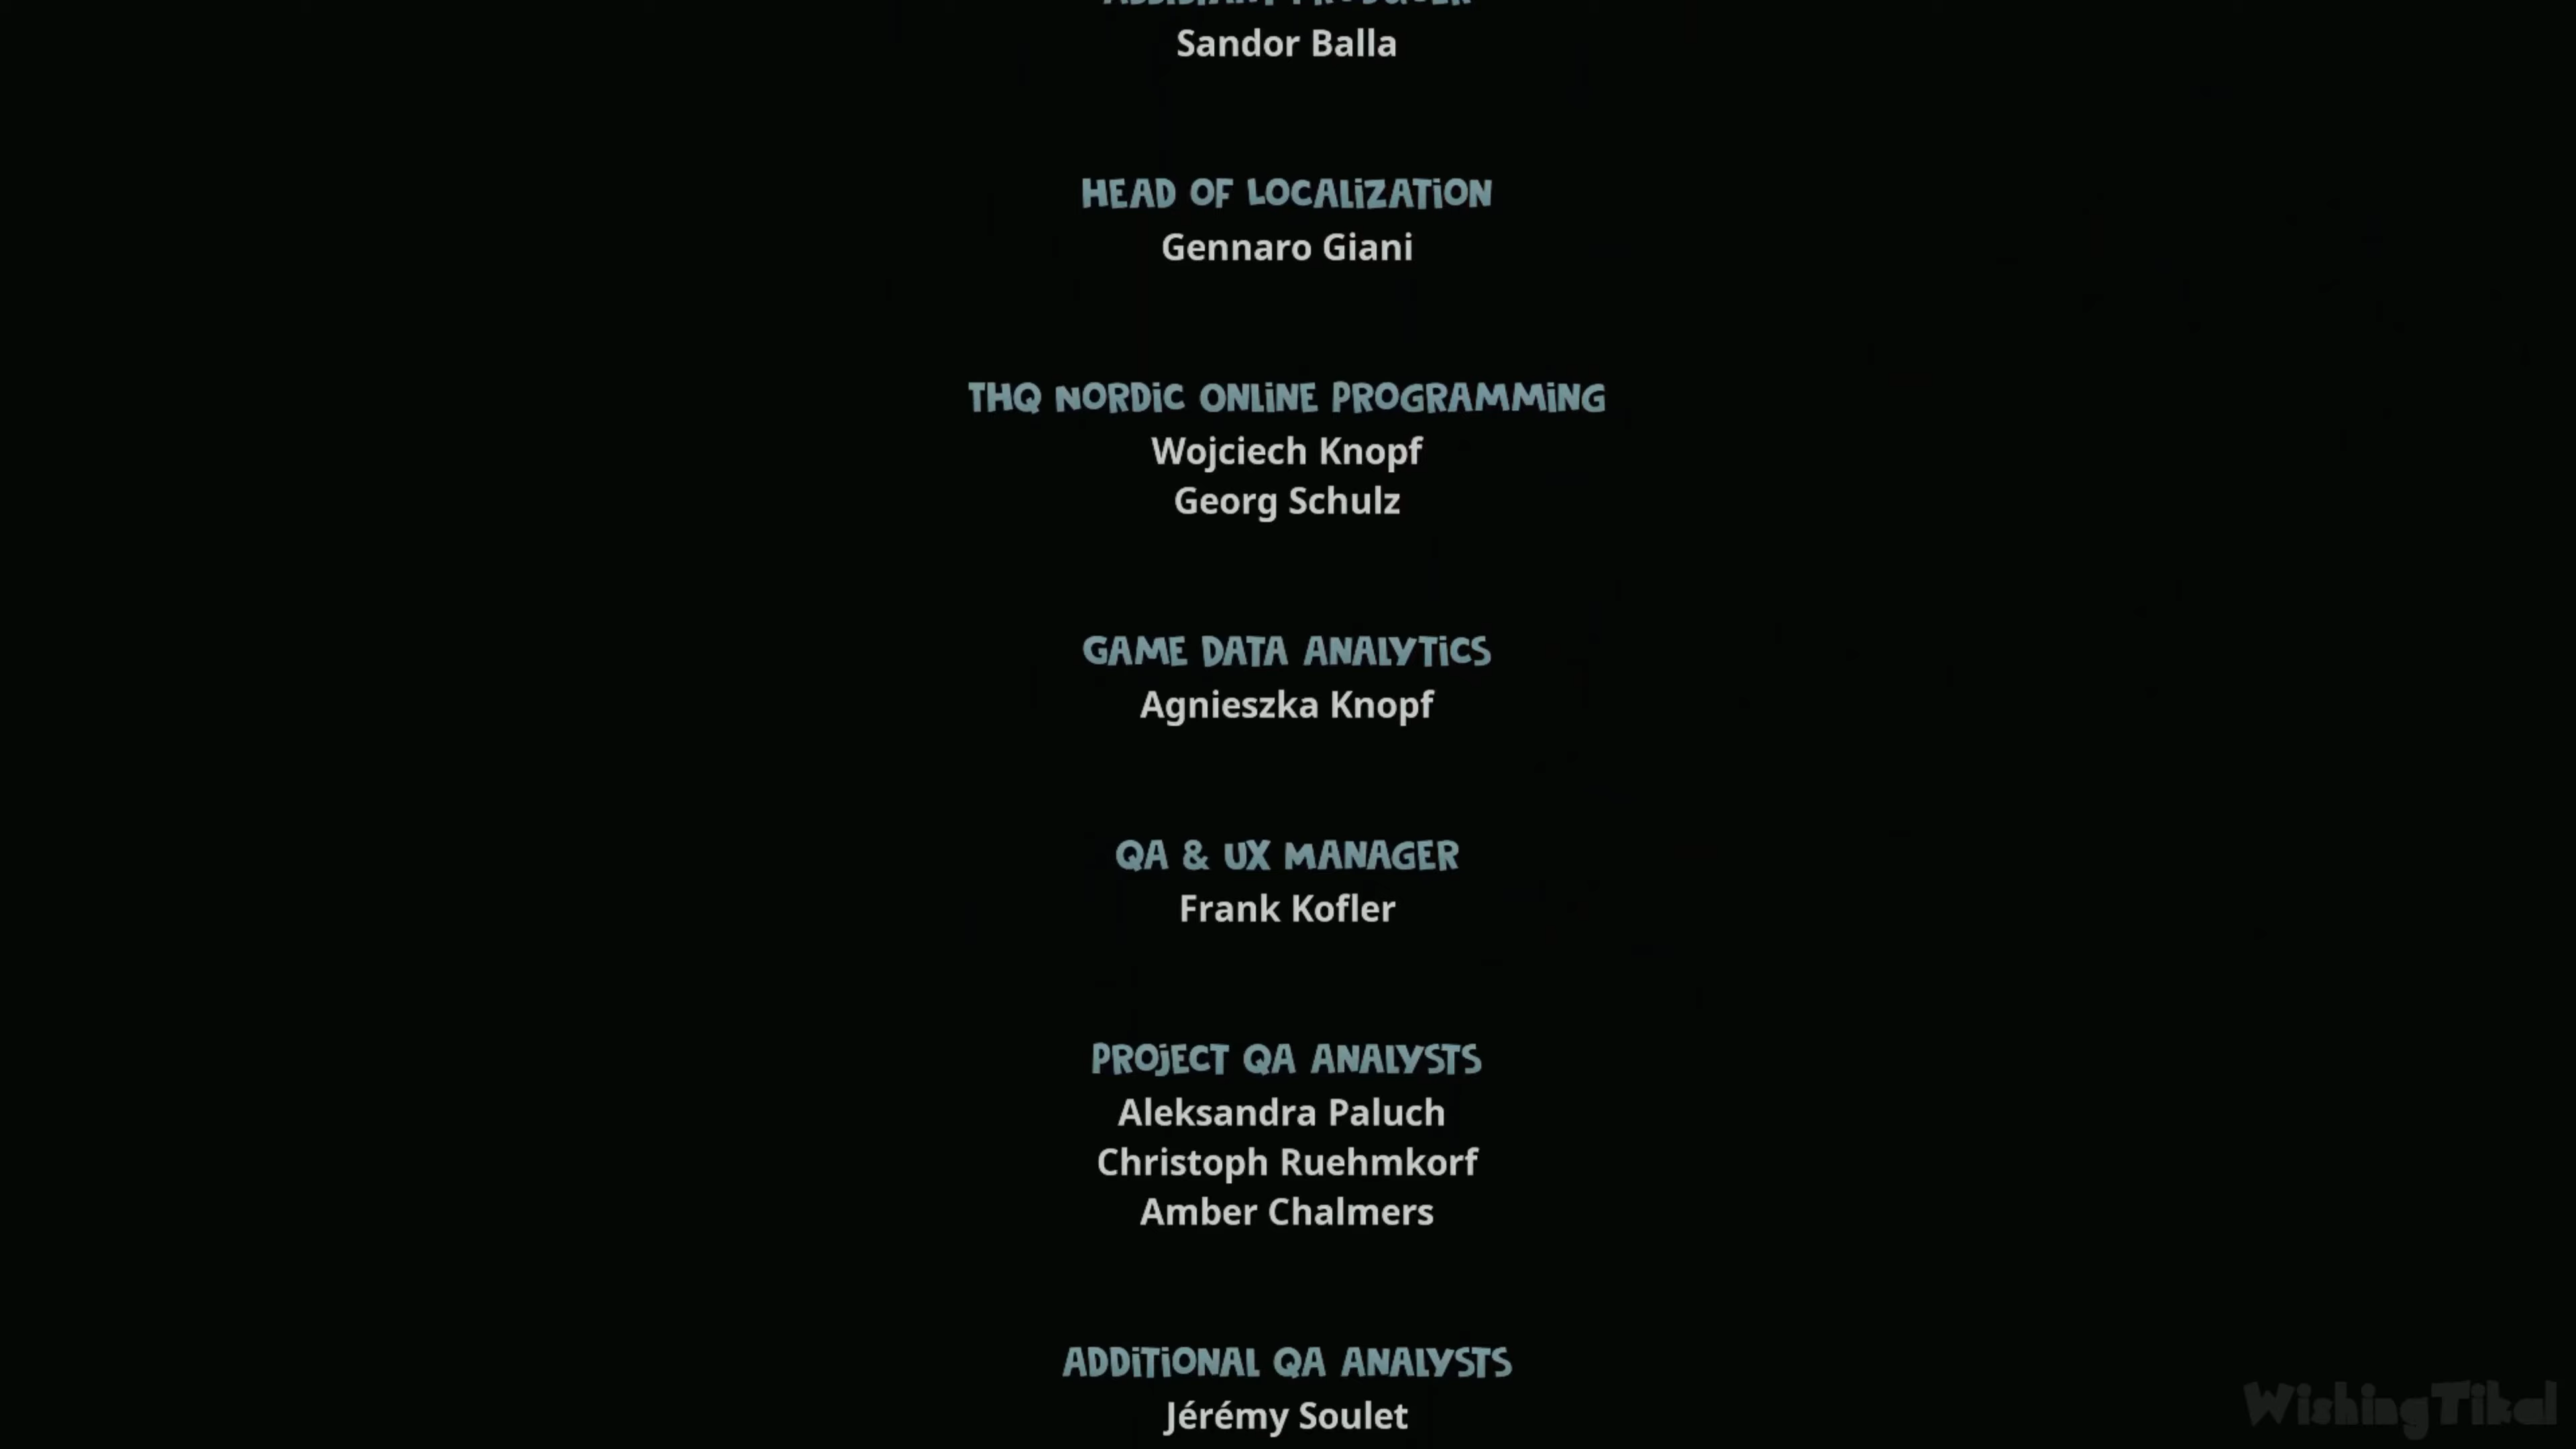 ASSISTANT PRODUCER
Sandor Balla
HEAD OF LOCALiZATiON
Gennaro Giani
THQ NORDiC ONLiNE PROGRAMMiNG
Wojciech Knopf
Georg Schulz
GAME DATA ANALYTiCS
Agnieszka Knopf
QA & UX MANAGER
Frank Kofler
PROjECT QA ANALYSTS
Aleksandra Paluch
Christoph Ruehmkorf
Amber Chalmers
ADDiTiONAL QA ANALYSTS
Jérémy Soulet
WishingTikal